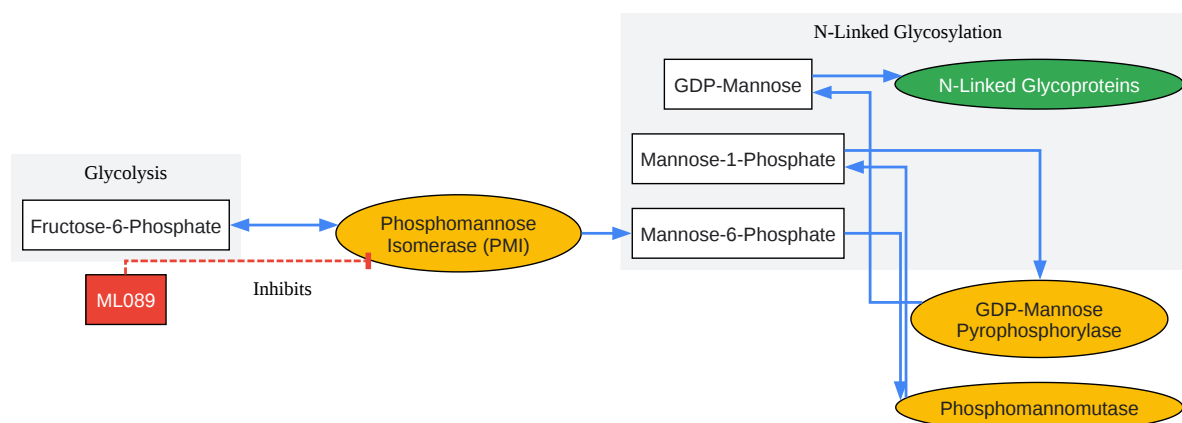 N-Linked Glycosylation
GDP-Mannose
N-Linked Glycoproteins
Mannose-1-Phosphate
Glycolysis
Fructose-6-Phosphate
Phosphomannose
Isomerase (PMI)
Mannose-6-Phosphate
ML089
Inhibits
GDP-Mannose
Pyrophosphorylase
Phosphomannomutase